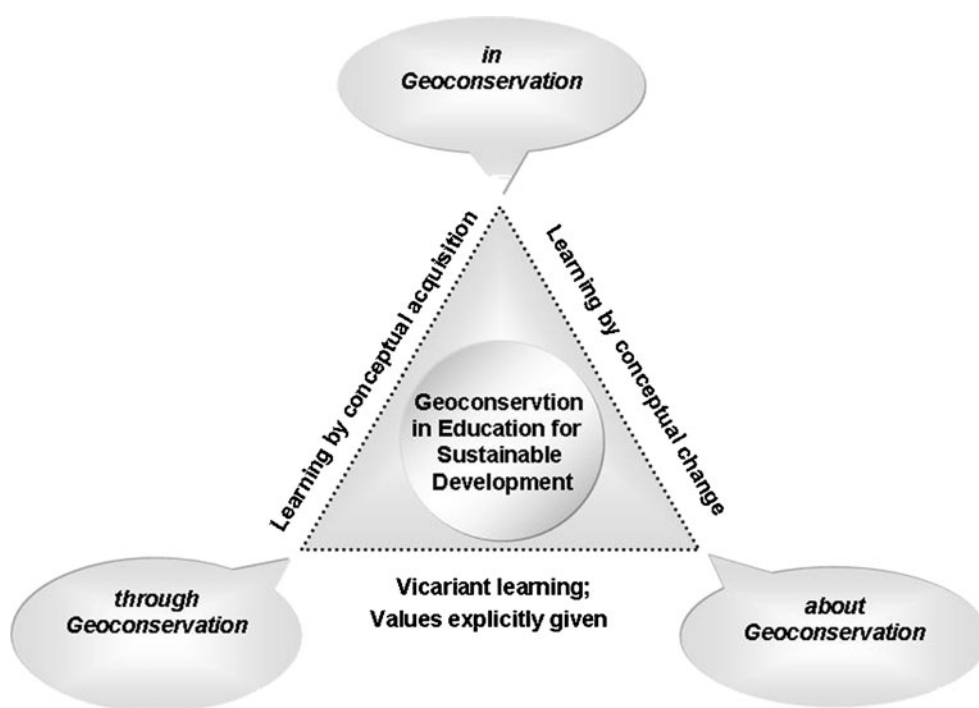 in
Geoconservation
Learning by conceptual acquisition
Learning by conceptual change
Geoconservtion
in Education for
Sustainable
Development
through
Geoconservation
Vicariant learning;
Values explicitly given
about
Geoconservation